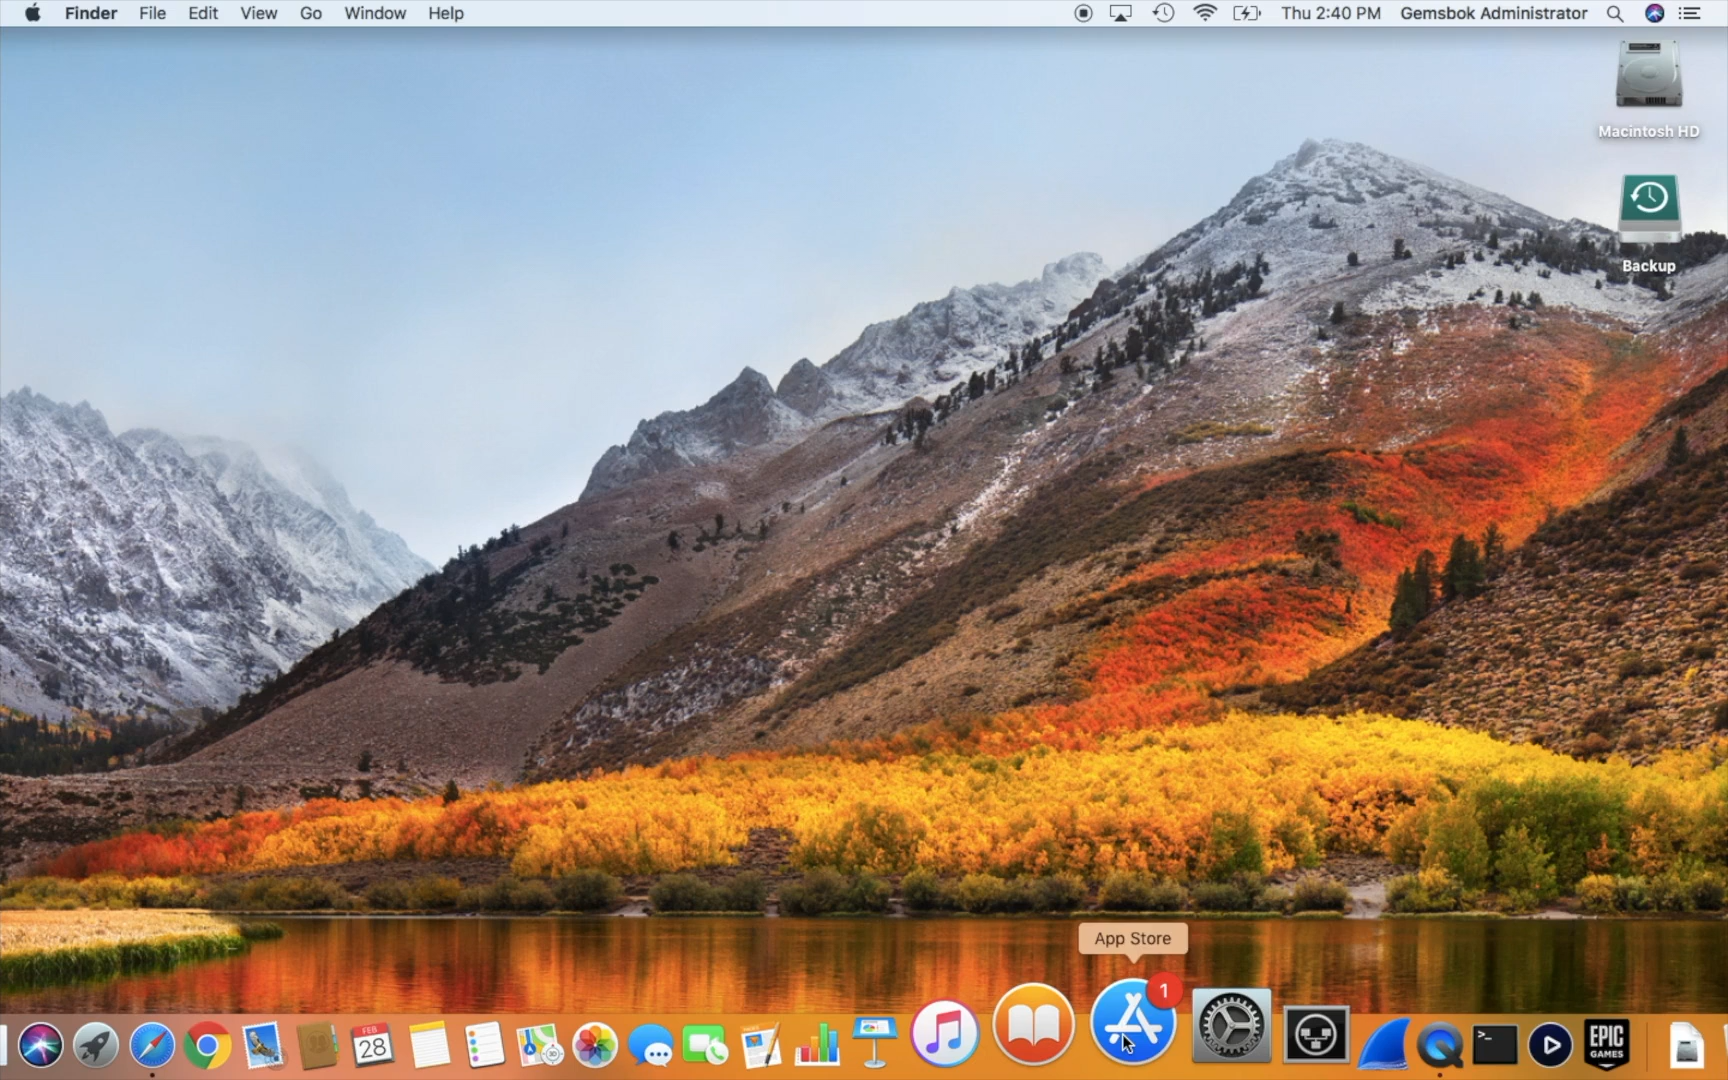 Finder File Edit View Go Window Help Thu 2:40 PM Gemsbok Administrator
Macintosh HD
Backup
App Store
1
FEB
28
EPIC
GAMES